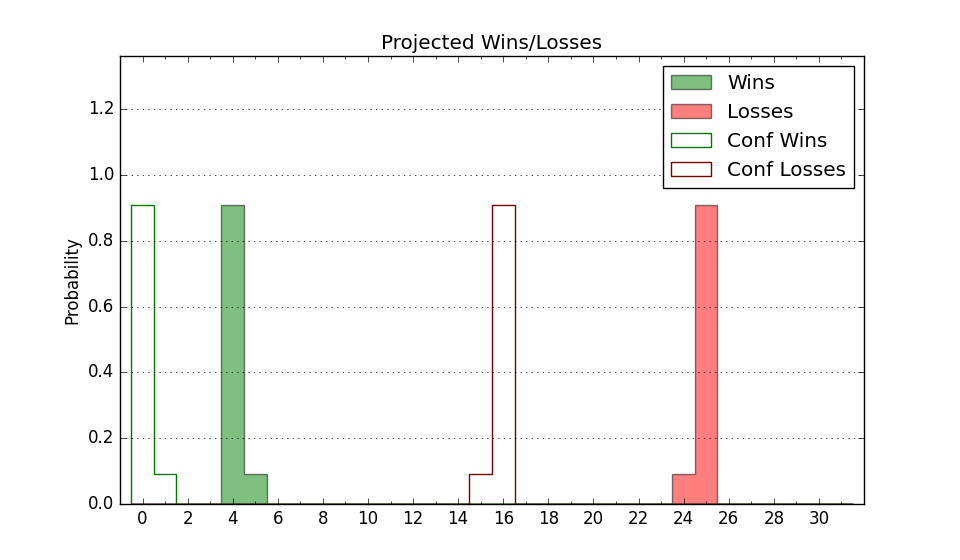 Projected Wins/Losses
Wins
Losses
Conf Wins
Conf Losses
Probability
1.2
1.0
0.8
0.6
0.4
0.2
0.0
0 2 4 6 8 10 12 14 16 18 20 22 24 26 28 30